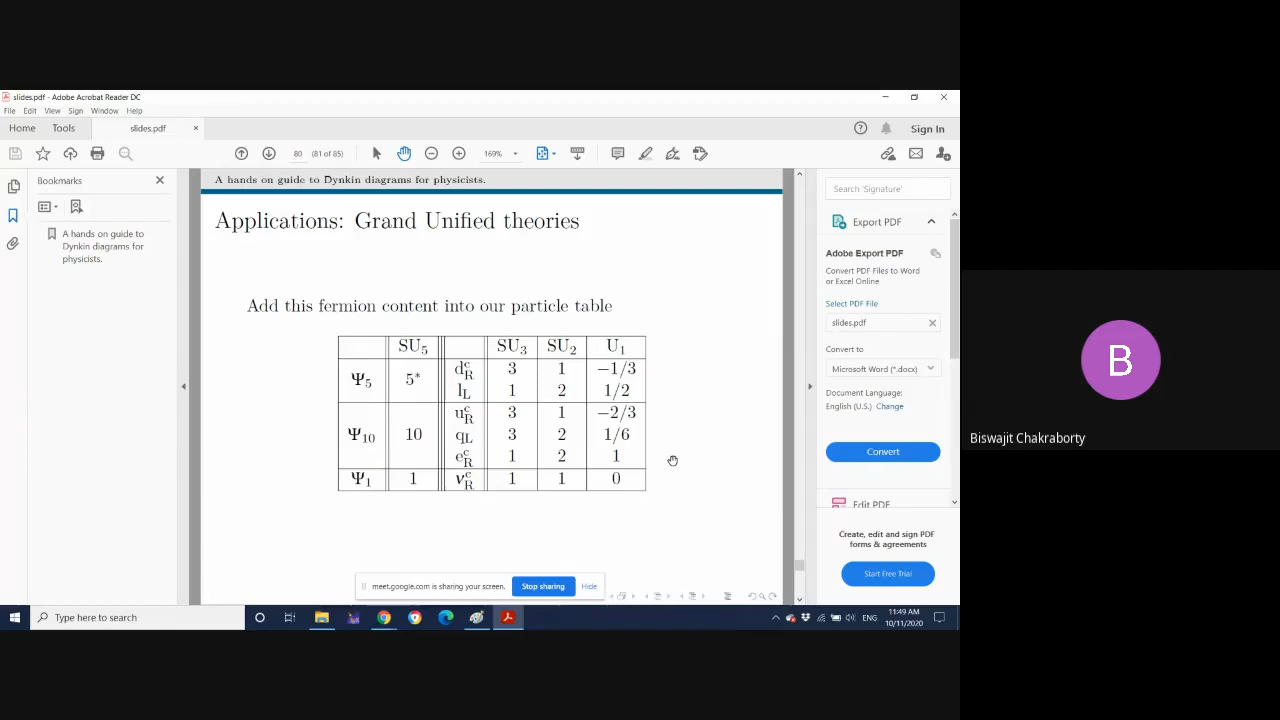 slides.pdf - Adobe Acrobat Reader DC
File Edit View Sign Window Help
Home Tools slides.pdf × Sign In
80 (81 of 85) 169%
Bookmarks
A hands on guide to Dynkin diagrams for physicists.
A hands on guide to Dynkin diagrams for physicists.
Applications: Grand Unified theories
Add this fermion content into our particle table
SU₅ SU₃ SU₂ U₁
Ψ₅ 5* d_R^c 3 1 −1/3
l_L 1 2 1/2
u_R^c 3 1 −2/3
Ψ₁₀ 10 q_L 3 2 1/6
e_R^c 1 2 1
Ψ₁ 1 ν_R^c 1 1 0
Search 'Signature'
Export PDF
Adobe Export PDF
Convert PDF Files to Word
or Excel Online
Select PDF File
slides.pdf
Convert to
Microsoft Word (*.docx)
Document Language:
English (U.S.) Change
Convert
Edit PDF
Create, edit and sign PDF
forms & agreements
Start Free Trial
meet.google.com is sharing your screen. Stop sharing Hide
Type here to search
ENG
11:49 AM
10/11/2020
B
Biswajit Chakraborty